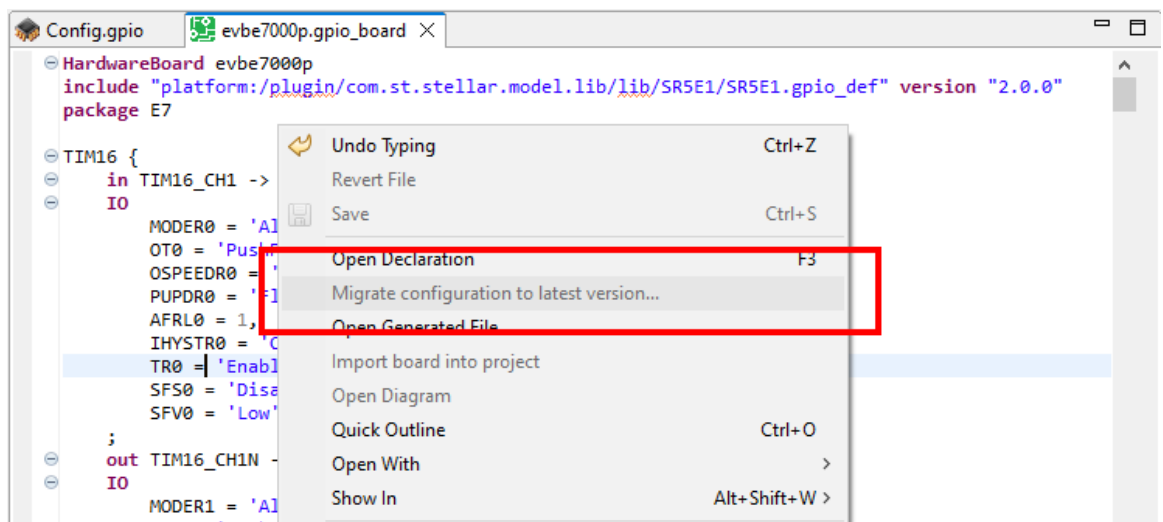 Config.gpio evbe7000p.gpio_board
HardwareBoard evbe7000p
include "platform:/plugin/com.st.stellar.model.lib/lib/SR5E1/SR5E1.gpio_def" version "2.0.0"
package E7
TIM16 {
in TIM16_CH1 ->
IO
MODER0 = 'Al
OT0 = 'PushP
OSPEEDR0 = '
PUPDR0 = 'Fl
AFRL0 = 1,
IHYSTR0 = 'C
TR0 = 'Enabl
SFS0 = 'Disa
SFV0 = 'Low'
;
out TIM16_CH1N -
IO
MODER1 = 'Al
Undo Typing Ctrl+Z
Revert File
Save Ctrl+S
Open Declaration F3
Migrate configuration to latest version...
Open Generated File
Import board into project
Open Diagram
Quick Outline Ctrl+O
Open With
Show In Alt+Shift+W